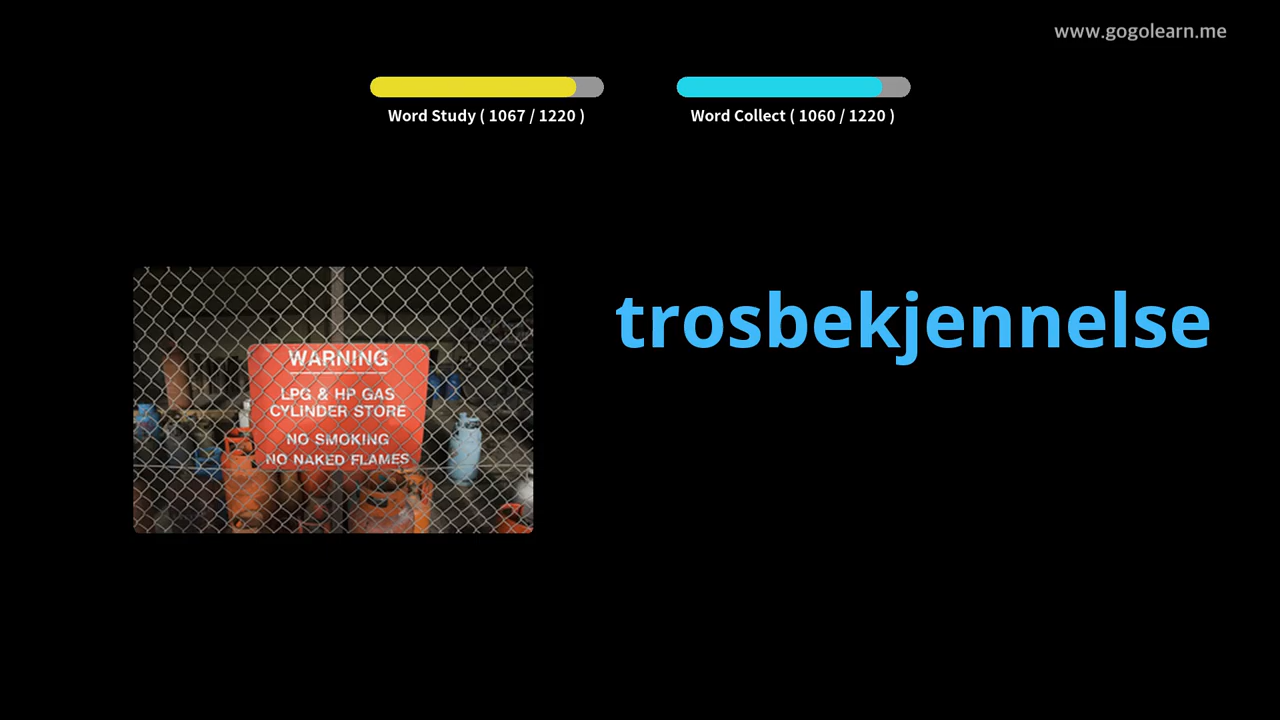 www.gogolearn.me
Word Study ( 1067 / 1220 )
Word Collect ( 1060 / 1220 )
trosbekjennelse
WARNING
LPG & HP GAS
CYLINDER STORE
NO SMOKING
NO NAKED FLAMES